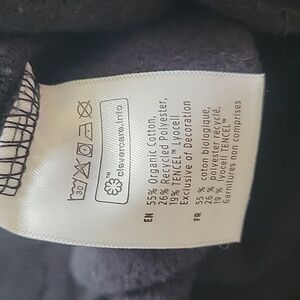 30
clevercare.info
EN
55% Organic Cotton,
26% Recycled Polyester,
19% TENCEL™ Lyocell
Exclusive of Decoration
FR
55 % coton biologique,
26 % polyester recyclé,
19 % lyocell TENCEL™
Garnitures non comprises